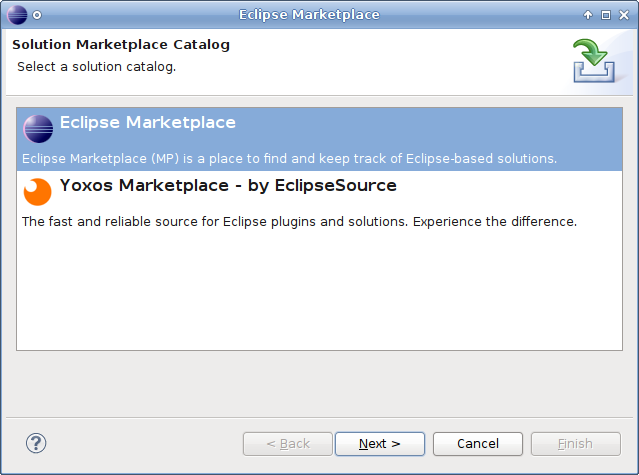 Eclipse Marketplace
Solution Marketplace Catalog
Select a solution catalog.
Eclipse Marketplace
Eclipse Marketplace (MP) is a place to find and keep track of Eclipse-based solutions.
Yoxos Marketplace - by EclipseSource
The fast and reliable source for Eclipse plugins and solutions. Experience the difference.
? < Back Next > Cancel Finish